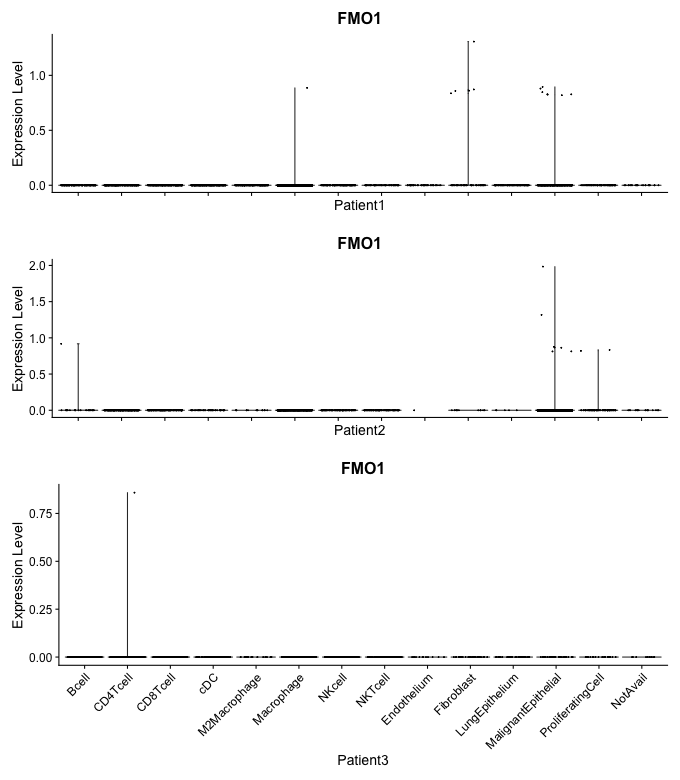 FMO1
Expression Level
1.0
0.5
0.0
Patient1
FMO1
Expression Level
2.0
1.5
1.0
0.5
0.0
Patient2
FMO1
Expression Level
0.75
0.50
0.25
0.00
Bcell
CD4Tcell
CD8Tcell
cDC
M2Macrophage
Macrophage
NKcell
NKTcell
Endothelium
Fibroblast
LungEpithelium
MalignantEpithelial
ProliferatingCell
NotAvail
Patient3